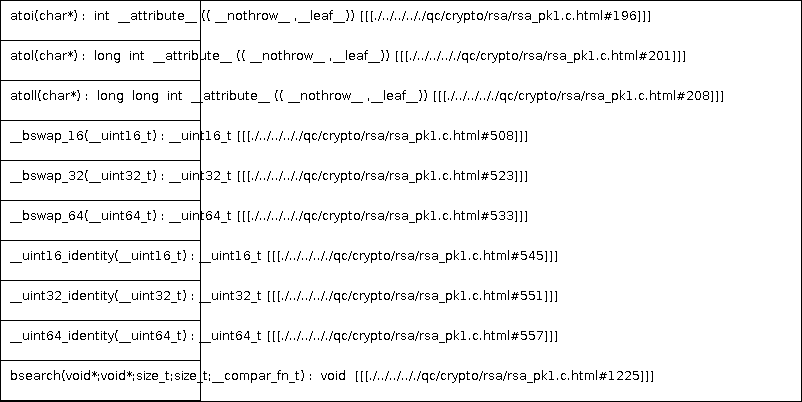 atoi(char*) : int __attribute__ (( __nothrow__ ,__leaf__)) [[[./../../../qc/crypto/rsa/rsa_pk1.c.html#196]]]
atol(char*) : long int __attribute__ (( __nothrow__ ,__leaf__)) [[[./../../../qc/crypto/rsa/rsa_pk1.c.html#201]]]
atoll(char*) : long long int __attribute__ (( __nothrow__ ,__leaf__)) [[[./../../../qc/crypto/rsa/rsa_pk1.c.html#208]]]
__bswap_16(__uint16_t) : __uint16_t [[[./../../../qc/crypto/rsa/rsa_pk1.c.html#508]]]
__bswap_32(__uint32_t) : __uint32_t [[[./../../../qc/crypto/rsa/rsa_pk1.c.html#523]]]
__bswap_64(__uint64_t) : __uint64_t [[[./../../../qc/crypto/rsa/rsa_pk1.c.html#533]]]
__uint16_identity(__uint16_t) : __uint16_t [[[./../../../qc/crypto/rsa/rsa_pk1.c.html#545]]]
__uint32_identity(__uint32_t) : __uint32_t [[[./../../../qc/crypto/rsa/rsa_pk1.c.html#551]]]
__uint64_identity(__uint64_t) : __uint64_t [[[./../../../qc/crypto/rsa/rsa_pk1.c.html#557]]]
bsearch(void*;void*;size_t;size_t;__compar_fn_t) : void [[[./../../../qc/crypto/rsa/rsa_pk1.c.html#1225]]]